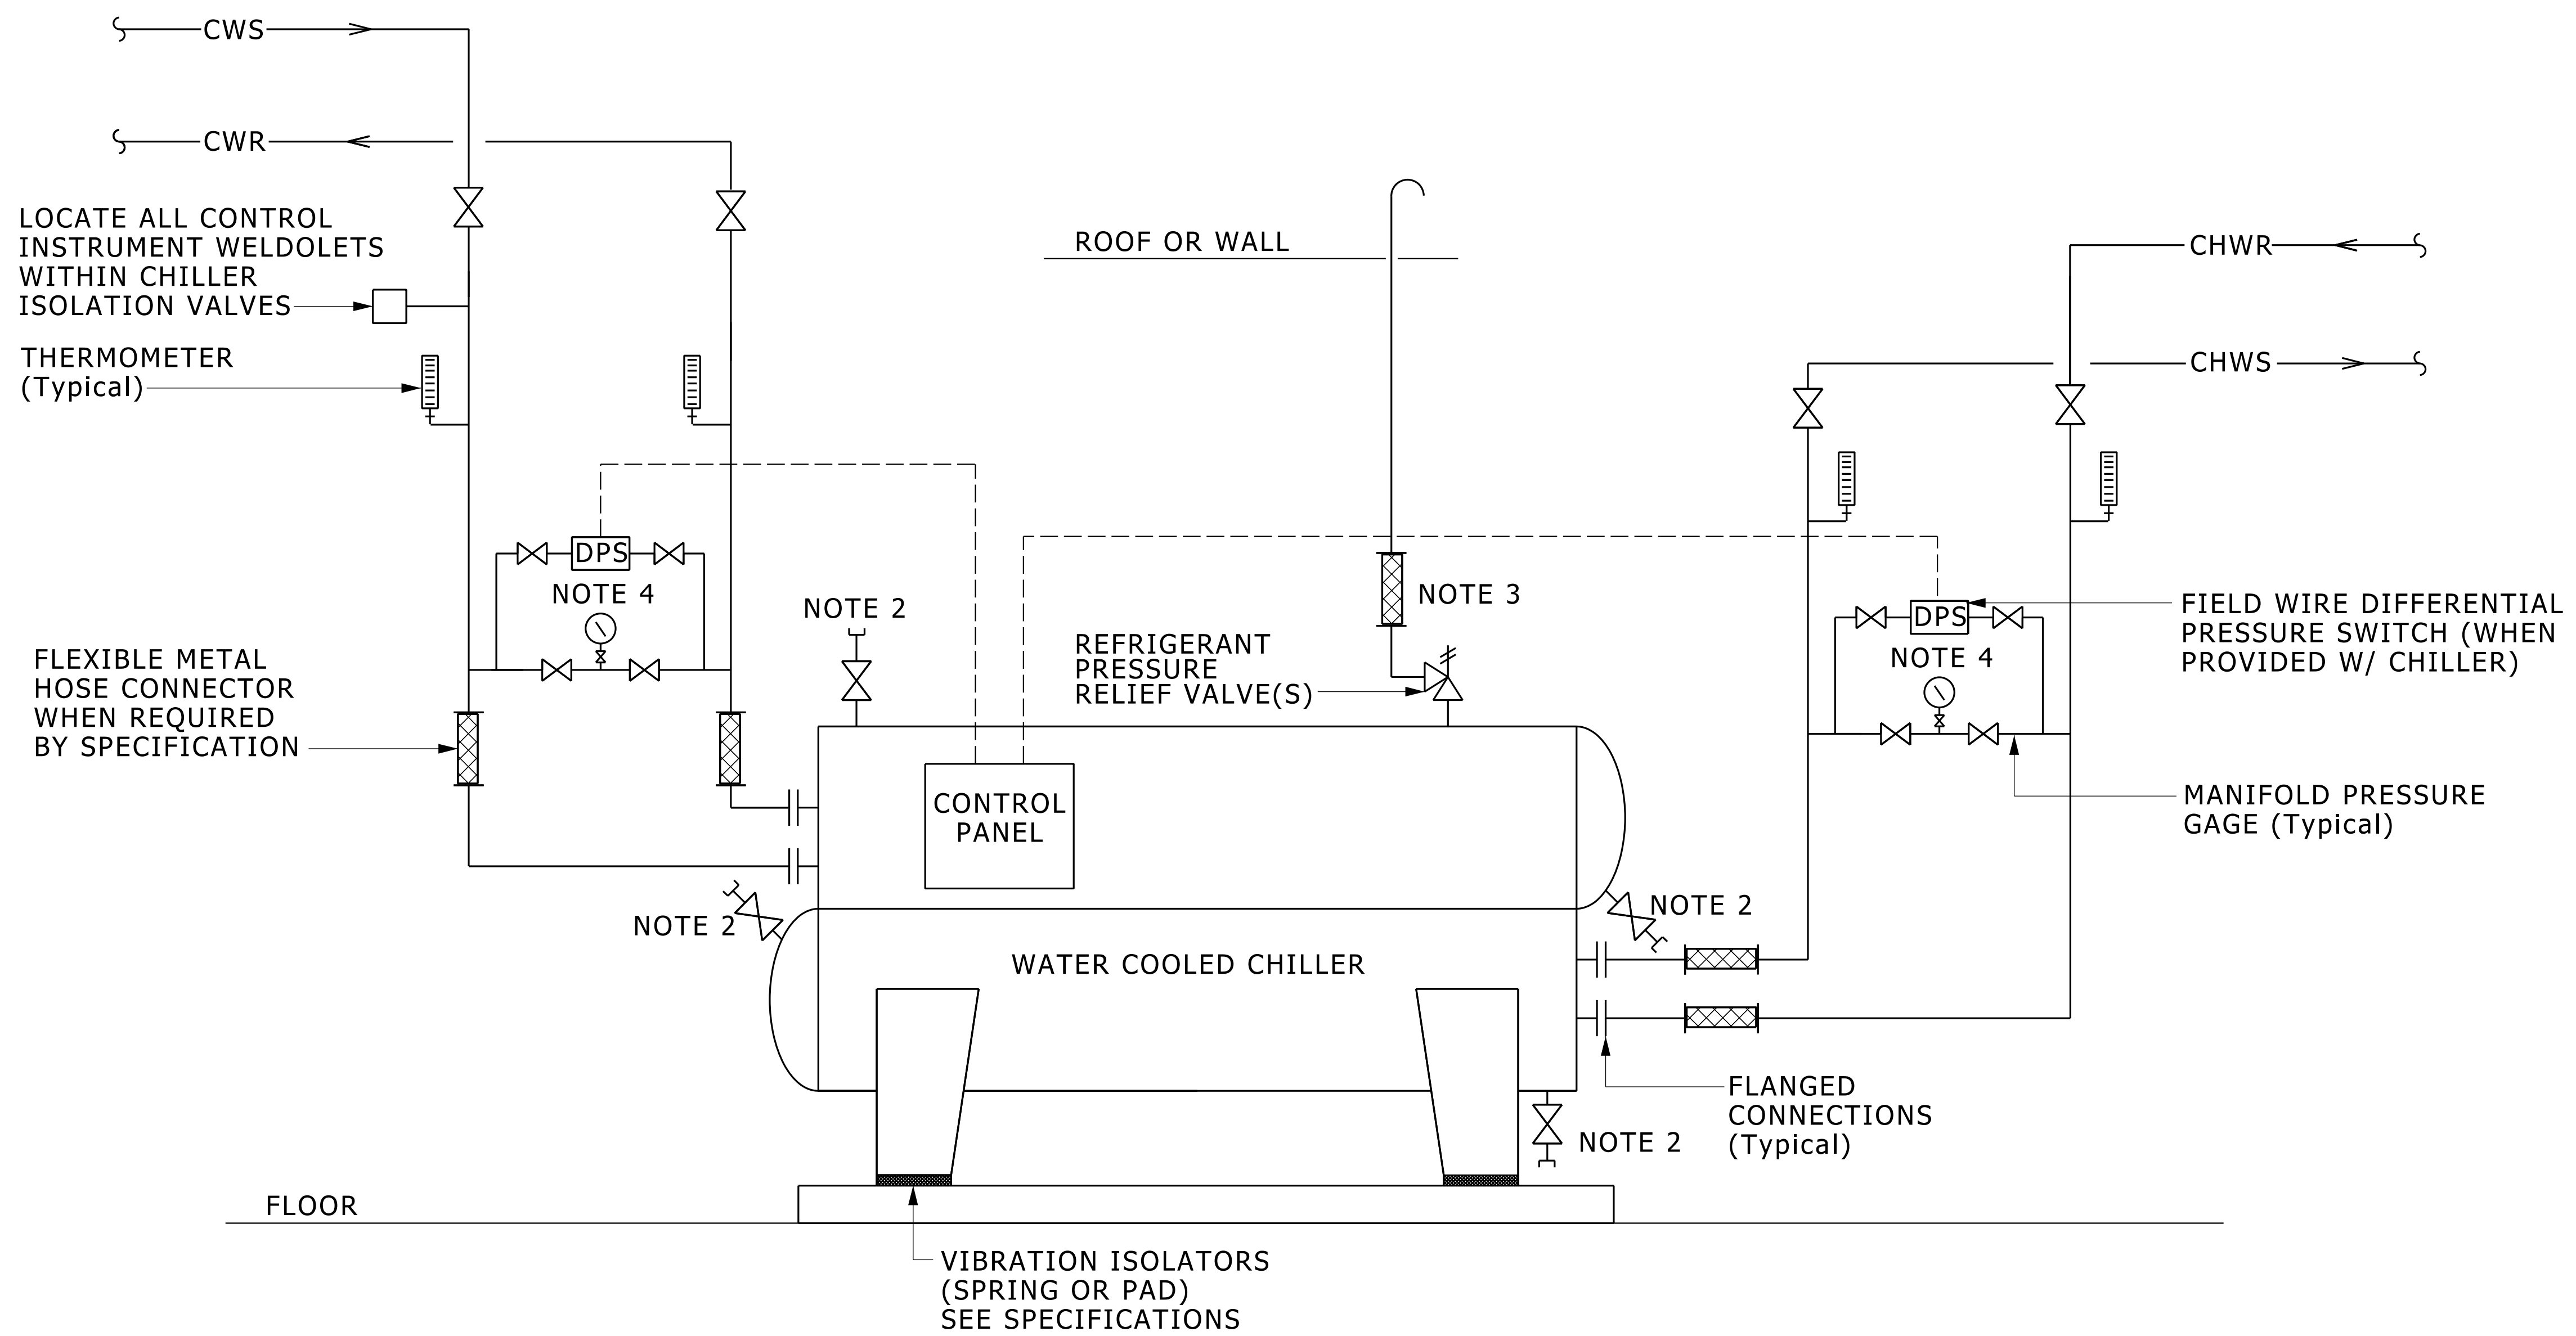 CWS
CWR
LOCATE ALL CONTROL
INSTRUMENT WELDOLETS
WITHIN CHILLER
ISOLATION VALVES
THERMOMETER
(Typical)
ROOF OR WALL
CHWR
CHWS
DPS
NOTE 4
NOTE 2
NOTE 3
REFRIGERANT
PRESSURE
RELIEF VALVE(S)
DPS
NOTE 4
FIELD WIRE DIFFERENTIAL
PRESSURE SWITCH (WHEN
PROVIDED W/ CHILLER)
FLEXIBLE METAL
HOSE CONNECTOR
WHEN REQUIRED
BY SPECIFICATION
CONTROL
PANEL
MANIFOLD PRESSURE
GAGE (Typical)
NOTE 2
NOTE 2
WATER COOLED CHILLER
FLANGED
CONNECTIONS
(Typical)
NOTE 2
FLOOR
VIBRATION ISOLATORS
(SPRING OR PAD)
SEE SPECIFICATIONS